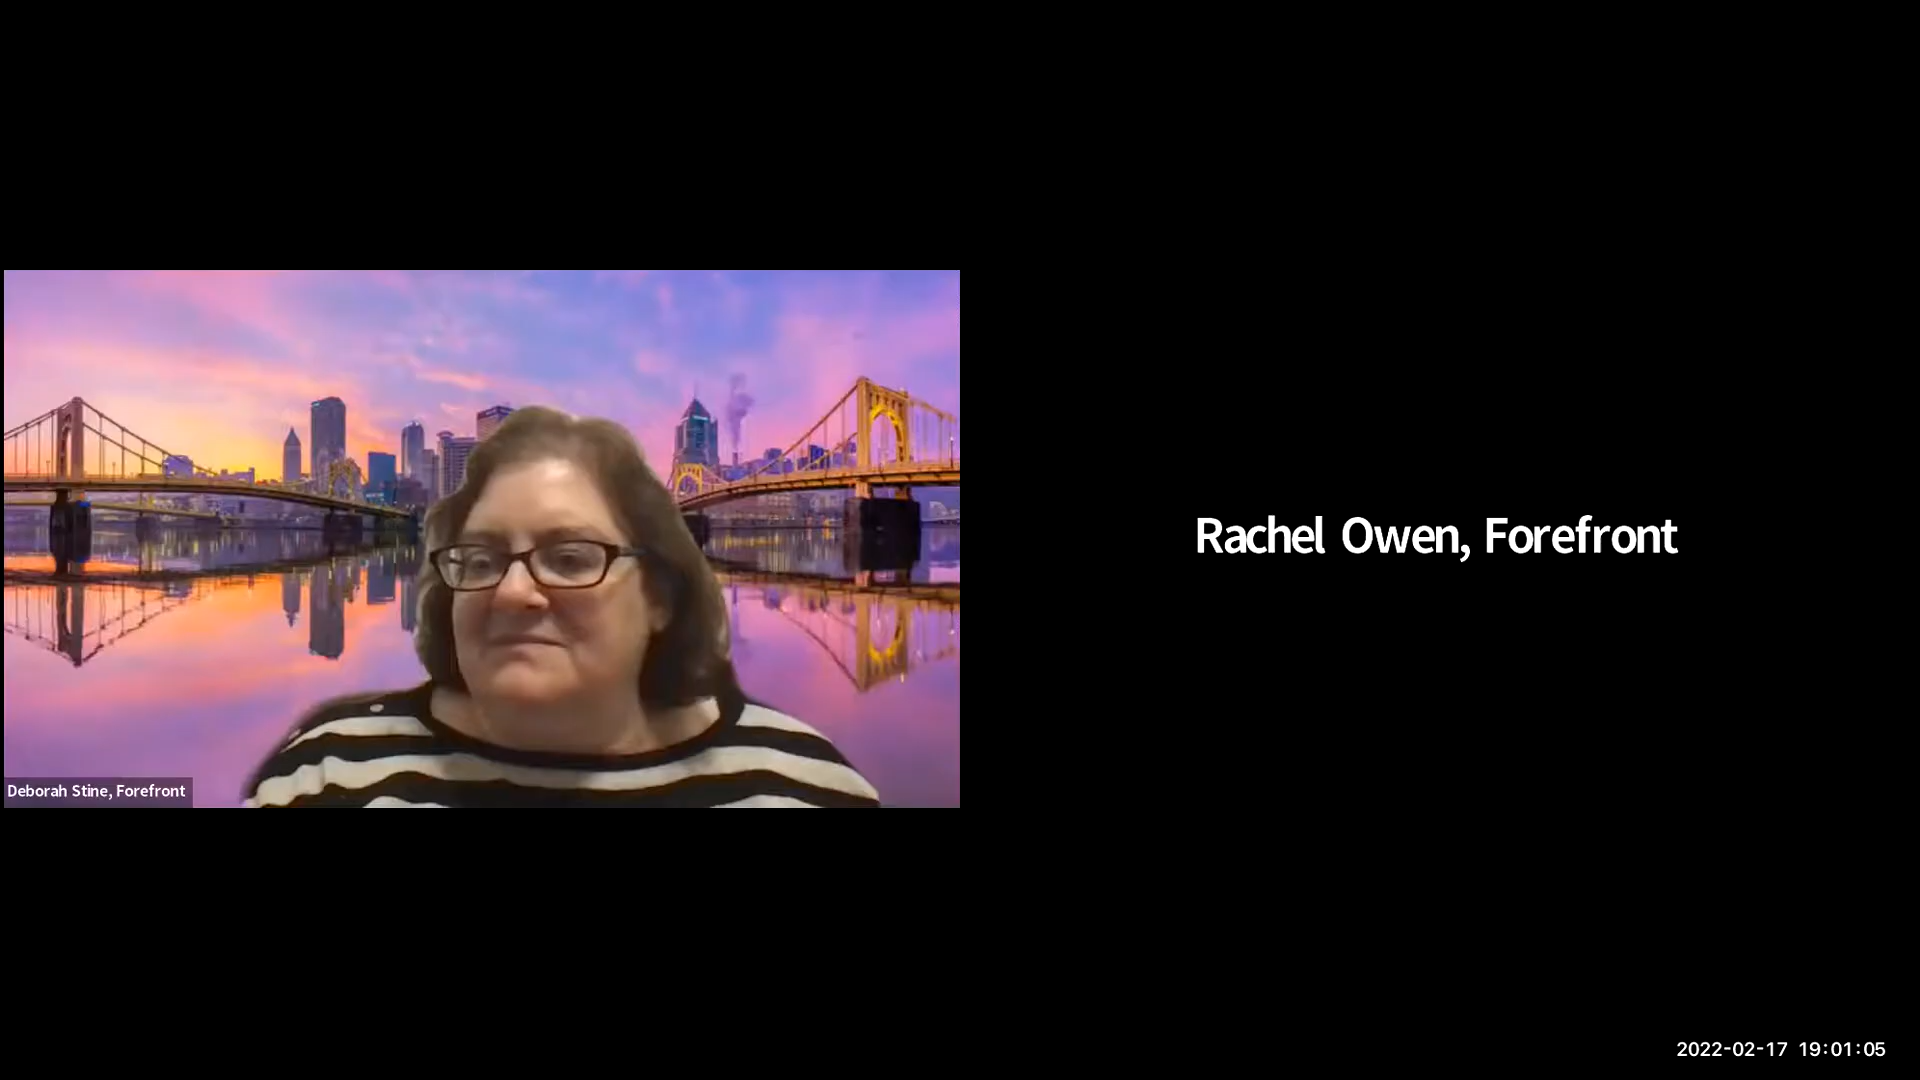 Rachel Owen, Forefront
Deborah Stine, Forefront
2022-02-17 19:01:05